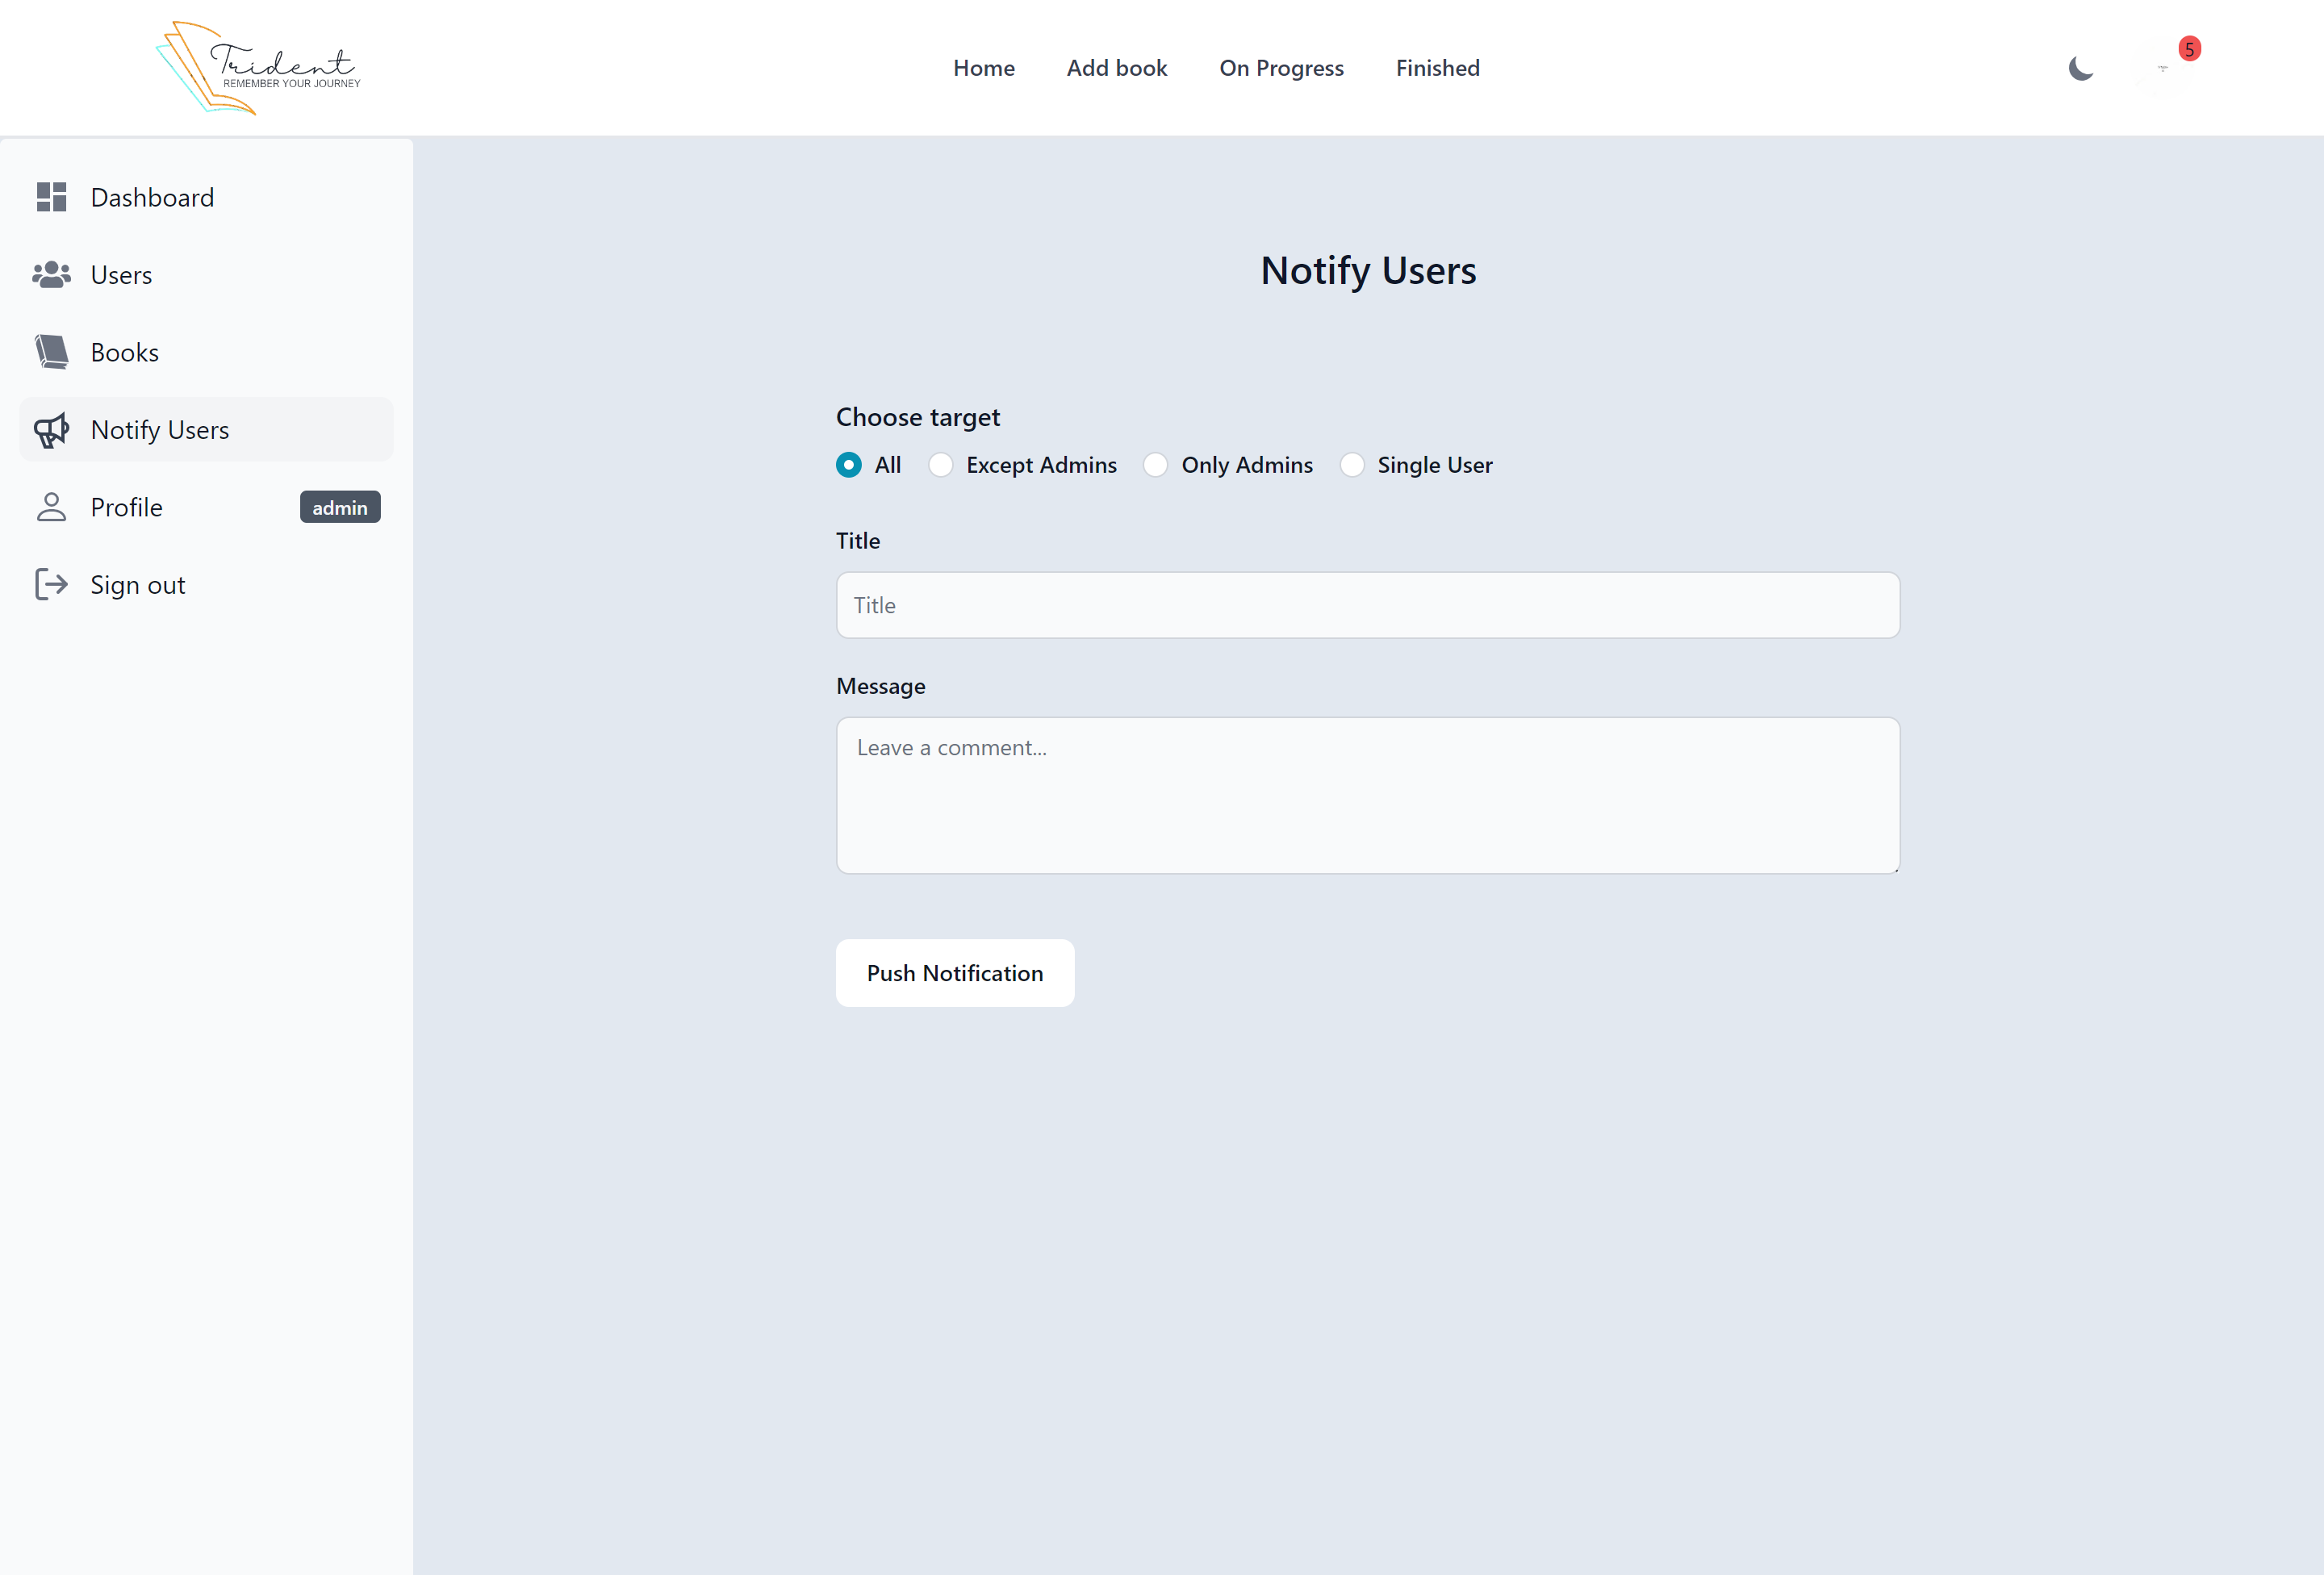 Trident
REMEMBER YOUR JOURNEY
Home Add book On Progress Finished
5
Dashboard
Users
Books
Notify Users
Profile admin
Sign out
Notify Users
Choose target
All Except Admins Only Admins Single User
Title
Title
Message
Leave a comment...
Push Notification